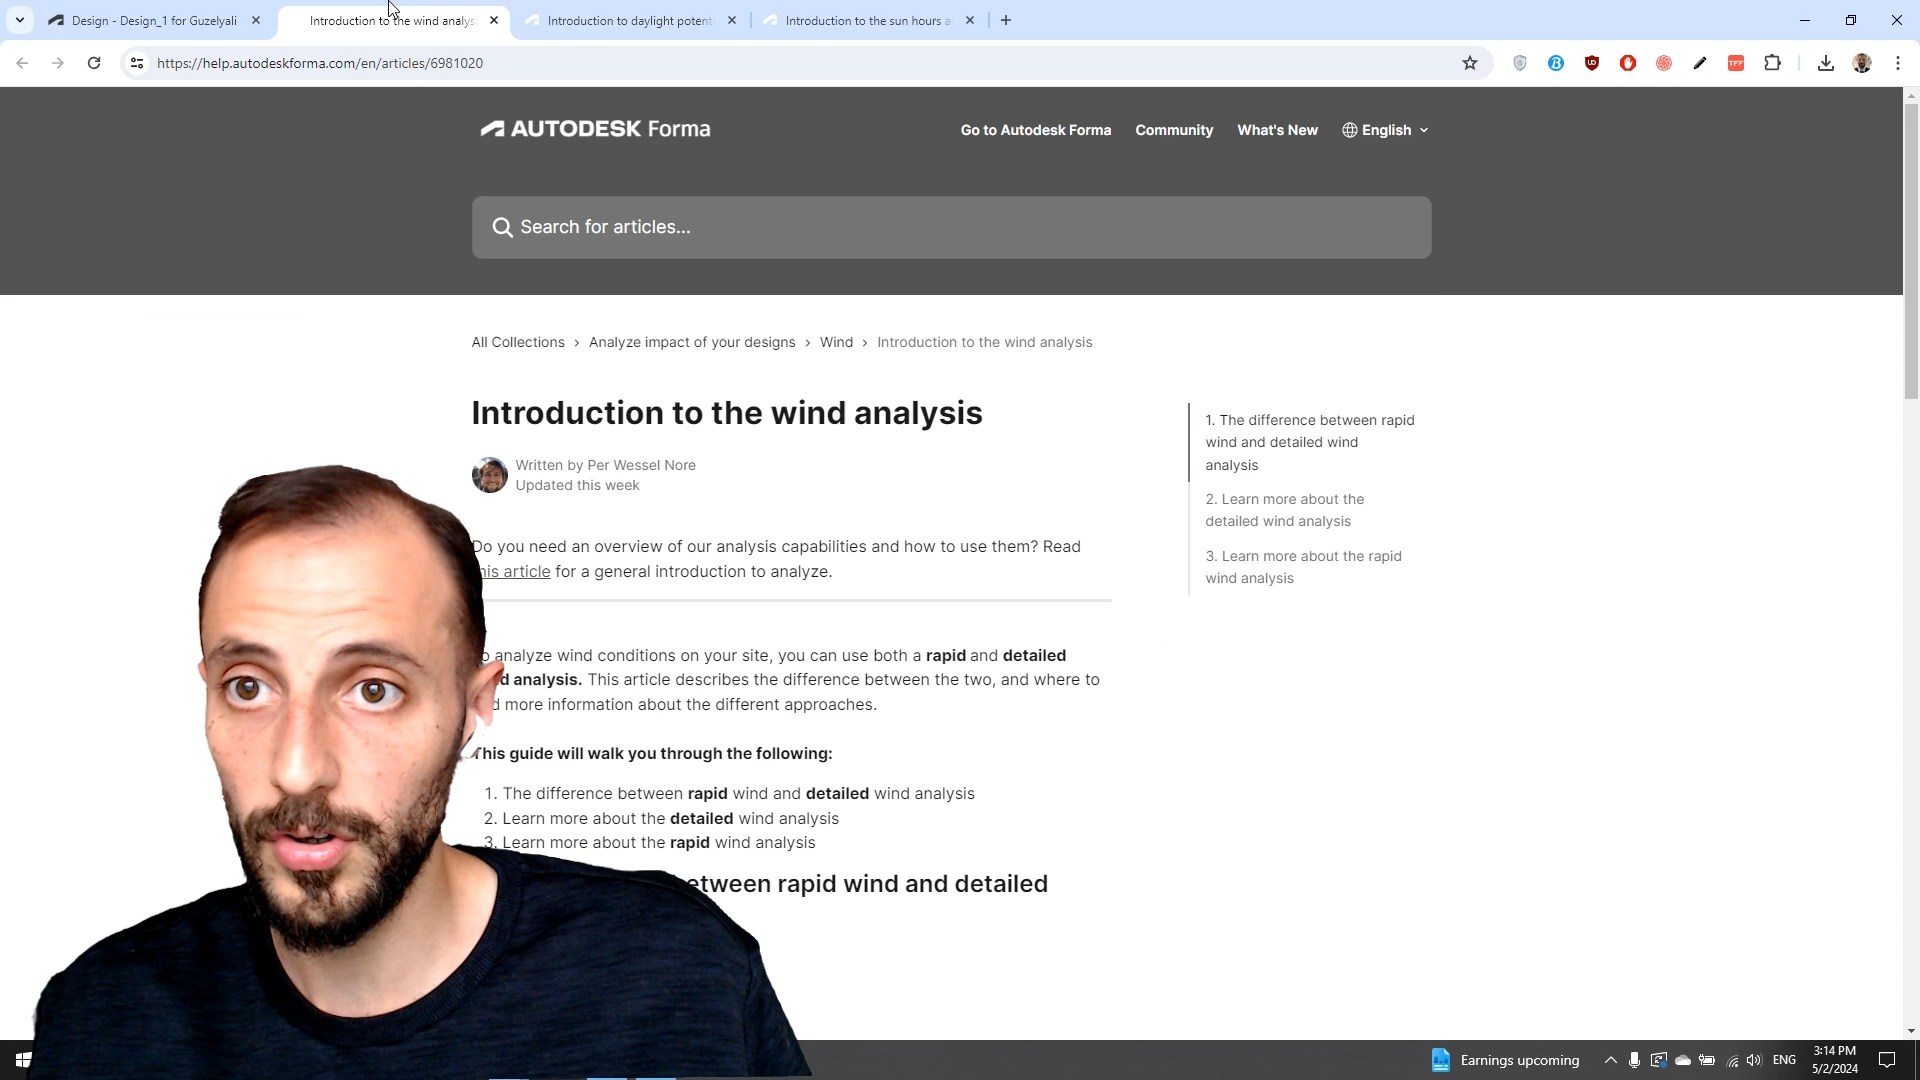 Design - Design_1 for Guzelyali
Introduction to the wind analys
Introduction to daylight potent
Introduction to the sun hours a
https://help.autodeskforma.com/en/articles/6981020
TFF
AUTODESK Forma
Go to Autodesk Forma
Community
What's New
English
Search for articles...
All Collections > Analyze impact of your designs > Wind > Introduction to the wind analysis
Introduction to the wind analysis
Written by Per Wessel Nore
Updated this week
1. The difference between rapid
wind and detailed wind
analysis
2. Learn more about the
detailed wind analysis
3. Learn more about the rapid
wind analysis
Do you need an overview of our analysis capabilities and how to use them? Read
his article for a general introduction to analyze.
o analyze wind conditions on your site, you can use both a rapid and detailed
d analysis. This article describes the difference between the two, and where to
d more information about the different approaches.
This guide will walk you through the following:
1. The difference between rapid wind and detailed wind analysis
2. Learn more about the detailed wind analysis
3. Learn more about the rapid wind analysis
etween rapid wind and detailed
Earnings upcoming
ENG
3:14 PM
5/2/2024